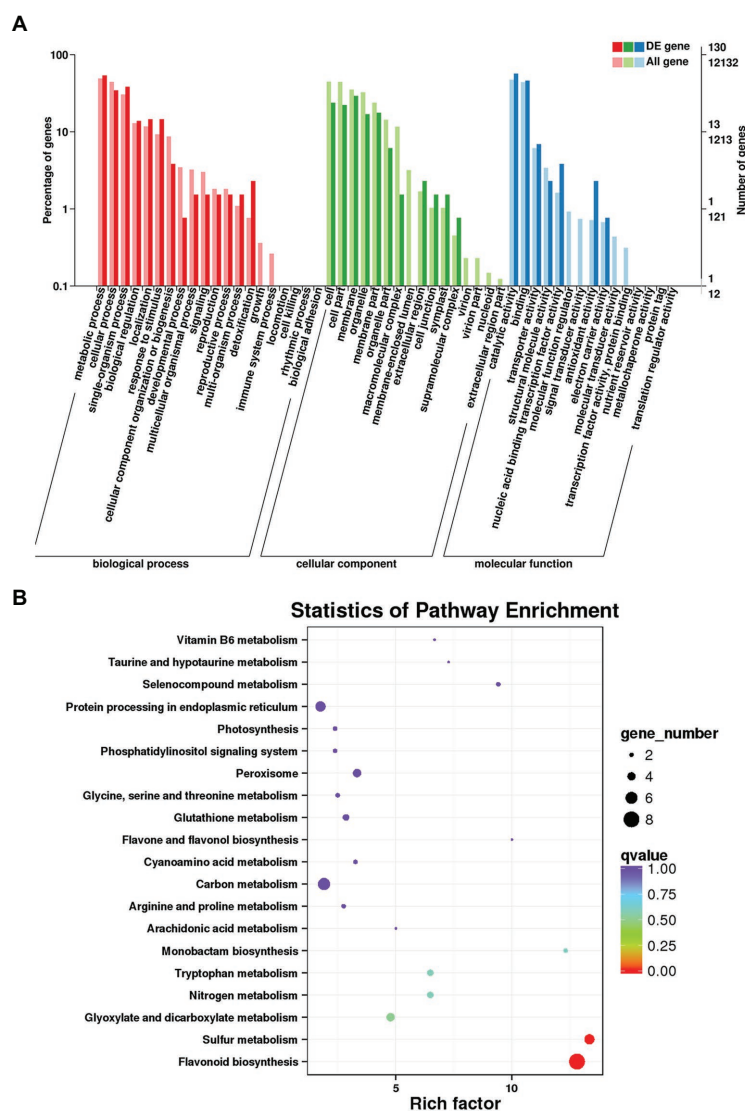 A
DE gene
All gene
Percentage of genes
100
10
1
0.1
130
12132
13
1213
1
121
1
12
Number of genes
metabolic process
cellular process
single-organism process
biological regulation
localization
response to stimulus
cellular component organization or biogenesis
developmental process
multicellular organismal process
signaling
reproduction
reproductive process
multi-organism process
detoxification
growth
immune system process
locomotion
cell killing
rhythmic process
biological adhesion
cell
cell part
membrane
organelle
membrane part
organelle part
macromolecular complex
membrane-enclosed lumen
extracellular region
cell junction
symplast
supramolecular complex
virion
virion part
nucleoid
extracellular region part
catalytic activity
binding
transporter activity
structural molecule activity
nucleic acid binding transcription factor activity
molecular function regulator
signal transducer activity
antioxidant activity
electron carrier activity
molecular transducer activity
transcription factor activity, protein binding
nutrient reservoir activity
metallochaperone activity
protein tag
translation regulator activity
biological process
cellular component
molecular function
B
Statistics of Pathway Enrichment
Vitamin B6 metabolism
Taurine and hypotaurine metabolism
Selenocompound metabolism
Protein processing in endoplasmic reticulum
Photosynthesis
Phosphatidylinositol signaling system
Peroxisome
Glycine, serine and threonine metabolism
Glutathione metabolism
Flavone and flavonol biosynthesis
Cyanoamino acid metabolism
Carbon metabolism
Arginine and proline metabolism
Arachidonic acid metabolism
Monobactam biosynthesis
Tryptophan metabolism
Nitrogen metabolism
Glyoxylate and dicarboxylate metabolism
Sulfur metabolism
Flavonoid biosynthesis
5
10
Rich factor
gene_number
2
4
6
8
qvalue
1.00
0.75
0.50
0.25
0.00